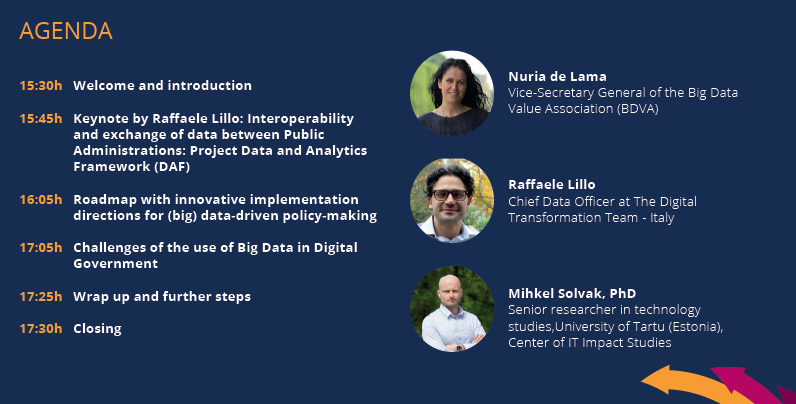 AGENDA
15:30h Welcome and introduction
15:45h Keynote by Raffaele Lillo: Interoperability
and exchange of data between Public
Administrations: Project Data and Analytics
Framework (DAF)
16:05h Roadmap with innovative implementation
directions for (big) data-driven policy-making
17:05h Challenges of the use of Big Data in Digital
Government
17:25h Wrap up and further steps
17:30h Closing
Nuria de Lama
Vice-Secretary General of the Big Data
Value Association (BDVA)
Raffaele Lillo
Chief Data Officer at The Digital
Transformation Team - Italy
Mihkel Solvak, PhD
Senior researcher in technology
studies,University of Tartu (Estonia),
Center of IT Impact Studies